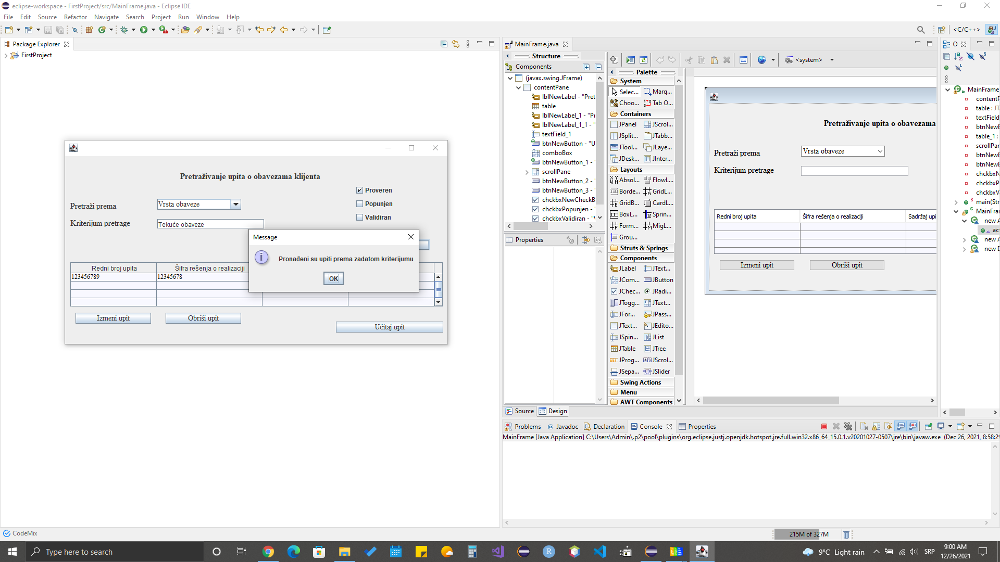 eclipse-workspace - FirstProject/src/MainFrame.java - Eclipse IDE
File Edit Source Refactor Navigate Search Project Run Window Help
<C/C++>
Package Explorer
FirstProject
Pretraživanje upita o obavezama klijenta
Proveren
Pretraži prema
Vrsta obaveze
Popunjen
Validiran
Kriterijum pretrage
Tekuće obaveze
Message
Pronađeni su upiti prema zadatom kriterijumu
OK
Redni broj upita Šifra rešenja o realizaciji
123456789 12345678
Izmeni upit
Obriši upit
Učitaj upit
MainFrame.java
Structure
Components
(javax.swing.JFrame)
contentPane
lblNewLabel - "Pret
table
lblNewLabel_1 - "Pr
lblNewLabel_1_1 - "
textField_1
btnNewButton - "U
comboBox
btnNewButton_1 - "
scrollPane
btnNewButton_2 - "
btnNewButton_3 - "
chckbxNewCheckB
chckbxPopunjen - "
chckbxValidiran - "V
Properties
<system>
Palette
System
Selec... Marq...
Choo... Tab O...
Containers
JPanel JScrol...
JSplit... JTabb...
JTool... JLaye...
JDesk... JInter...
Layouts
Absol... FlowL...
Borde... GridL...
GridB... CardL...
BoxL... Sprin...
Form... MigL...
Grou...
Struts & Springs
Components
JLabel JText...
JCom... JButton
JChec... JRadi...
JTogg... JText...
JFor... JPass...
JText... JEdito...
JSpin... JList
JTable JTree
JProg... JScrol...
JSepa... JSlider
Swing Actions
Menu
AWT Components
Pretraživanje upita o obavezama
Pretraži prema
Vrsta obaveze
Kriterijum pretrage
Redni broj upita Šifra rešenja o realizaciji Sadržaj upi
Izmeni upit
Obriši upit
O
MainFrame
contentP
table : JT
textField
btnNewB
table_1 :
scrollPan
btnNewB
btnNewB
chckbxN
chckbxP
chckbxVa
main(Str
MainFran
new A
ac
new A
new D
Source Design
Problems Javadoc Declaration Console Properties
MainFrame [Java Application] C:\Users\Admin\.p2\pool\plugins\org.eclipse.justj.openjdk.hotspot.jre.full.win32.x86_64_15.0.1.v20201027-0507\jre\bin\javaw.exe (Dec 26, 2021, 8:58:29
CodeMix
215M of 327M
Type here to search
9°C Light rain
SRP
9:00 AM
12/26/2021